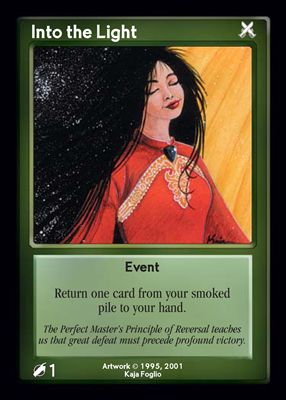 Into the Light
Event
Return one card from your smoked
pile to your hand.
The Perfect Master's Principle of Reversal teaches
us that great defeat must precede profound victory.
Artwork © 1995, 2001
Kaja Foglio
1